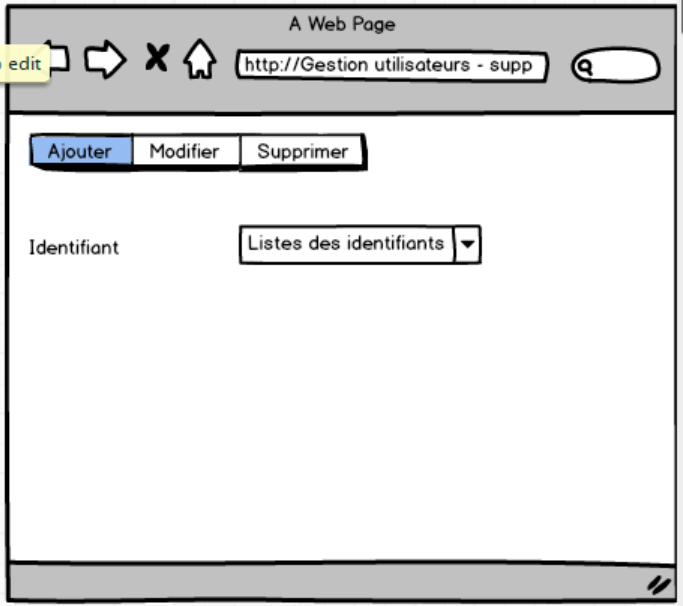 A Web Page
edit
http://Gestion utilisateurs - supp
Ajouter Modifier Supprimer
Identifiant Listes des identifiants